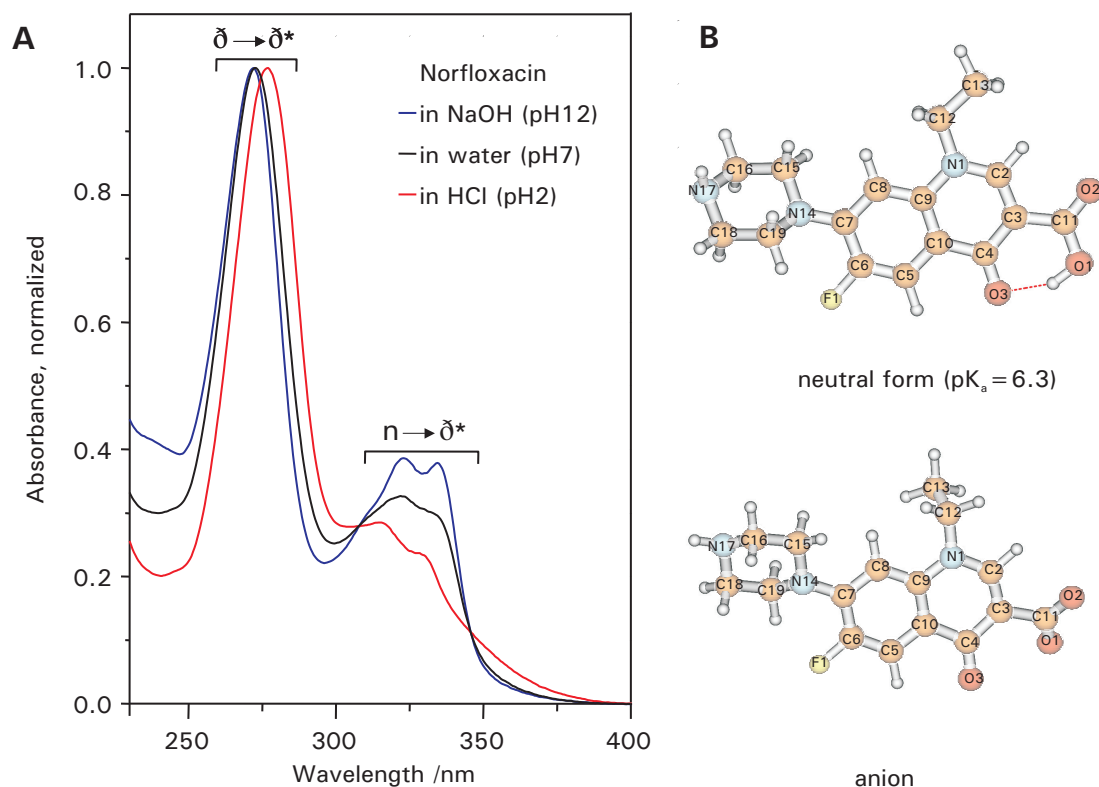 A
ð → ð*
Norfloxacin
in NaOH (pH12)
in water (pH7)
in HCl (pH2)
n → ð*
Absorbance, normalized
1.0
0.8
0.6
0.4
0.2
0.0
250 300 350 400
Wavelength /nm
B
C13
C12
N1
C2
O2
C16
C15
C8
N17
C9
C3
C11
N14
C7
C18
C19
C10
C4
O1
C6
C5
O3
F1
neutral form (pKₐ=6.3)
C13
C12
N17
C16
C15
N1
C2
C8
C9
C18
C19
N14
C7
C3
C11
O2
C10
O1
C6
C5
C4
F1
O3
anion